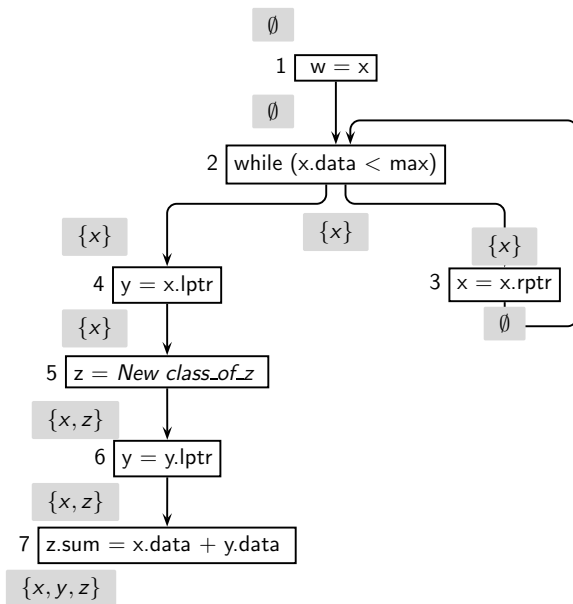 ∅
1 w = x
∅
2 while (x.data < max)
{x} {x} {x}
4 y = x.lptr 3 x = x.rptr
{x} ∅
5 z = New class_of_z
{x, z}
6 y = y.lptr
{x, z}
7 z.sum = x.data + y.data
{x, y, z}